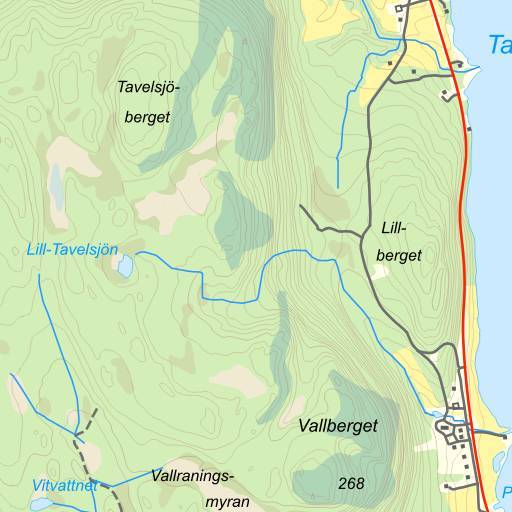 Ta
Tavelsjö-
berget
Lill-
berget
Lill-Tavelsjön
Vallberget
268
Vallranings-
myran
Vitvattnet
P